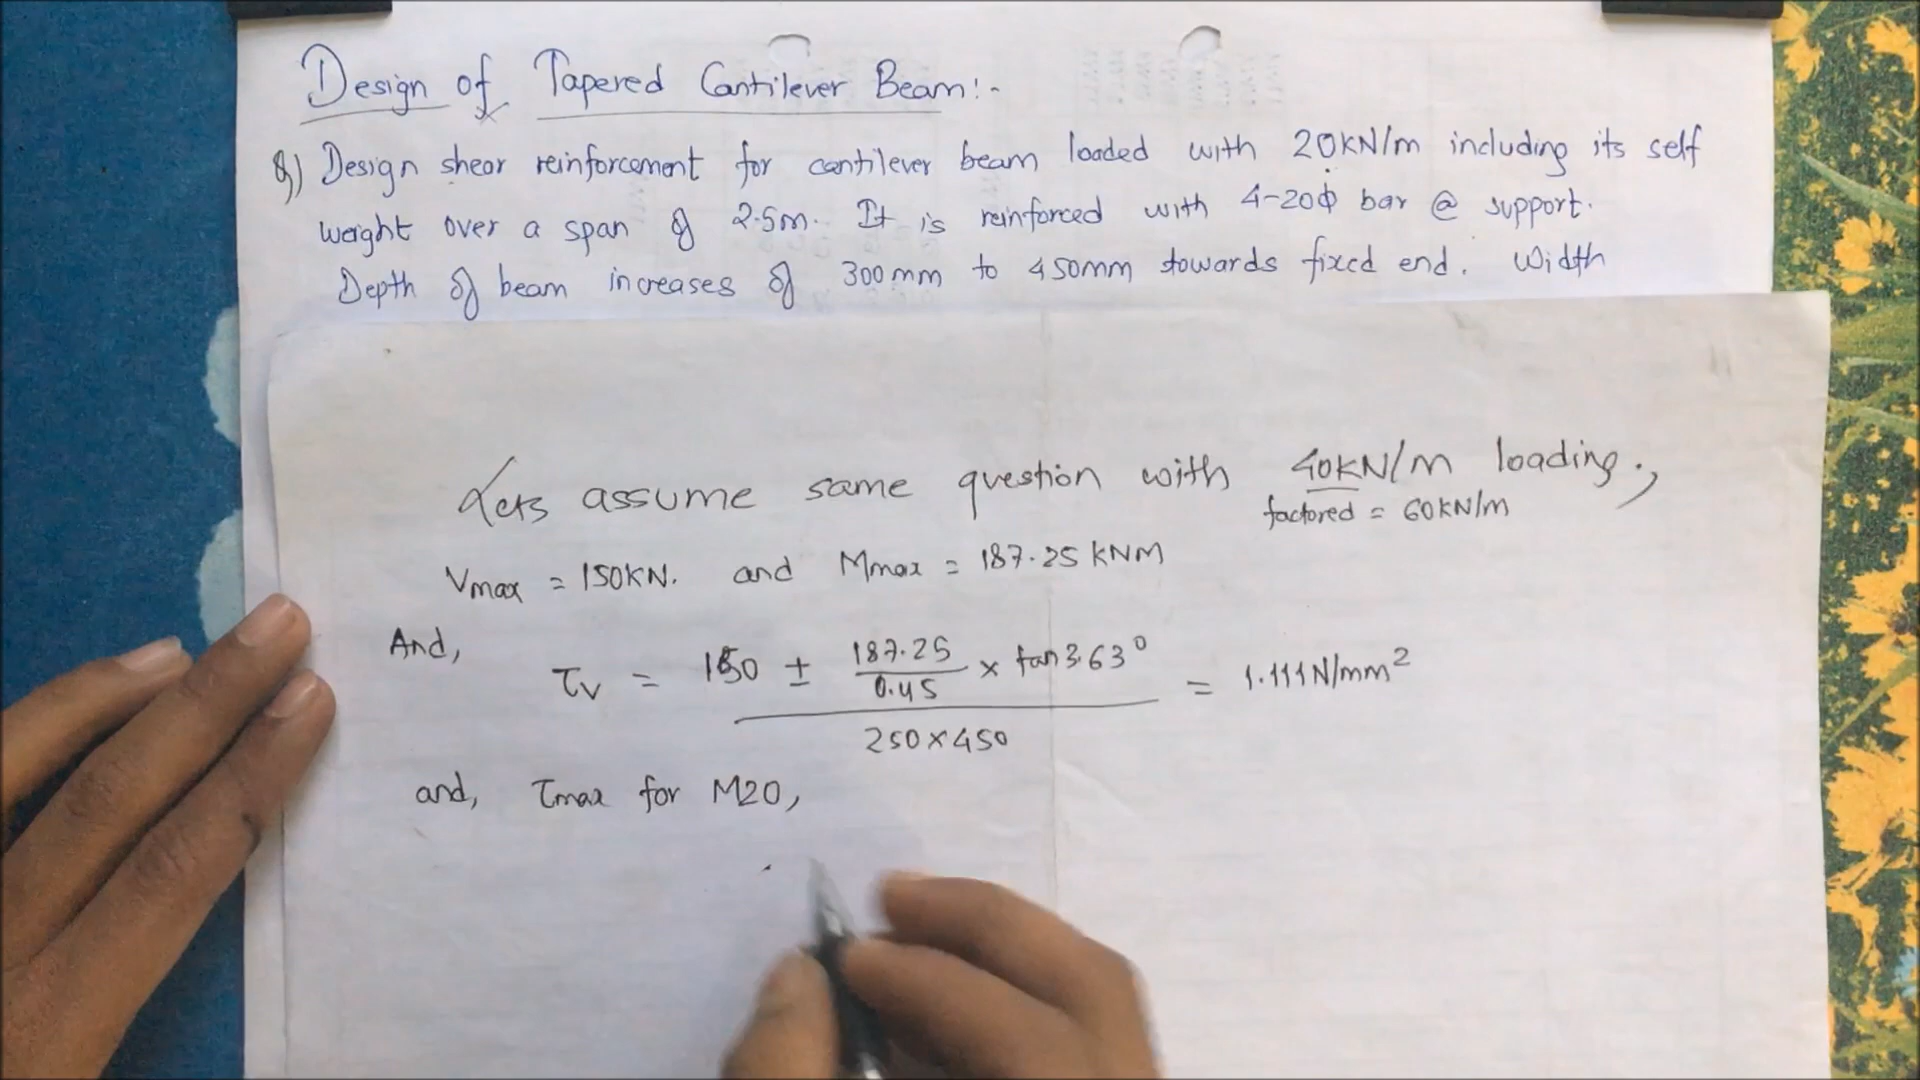 Design of Tapered Cantilever Beam:-
Q) Design shear reinforcement for cantilever beam loaded with 20KN/m including its self
weight over a span of 2.5m. It is reinforced with 4-20ϕ bar @ support.
Depth of beam increases of 300mm to 450mm stowards fixed end. Width
Lets assume same question with 40KN/m loading.,
factored = 60KN/m
Vmax = 150KN. and Mmax = 187.25 KNM
And,
τv = 150 ± 187.25/0.45 × tan 3.63° / 250×450 = 1.111N/mm²
and, τmax for M20,